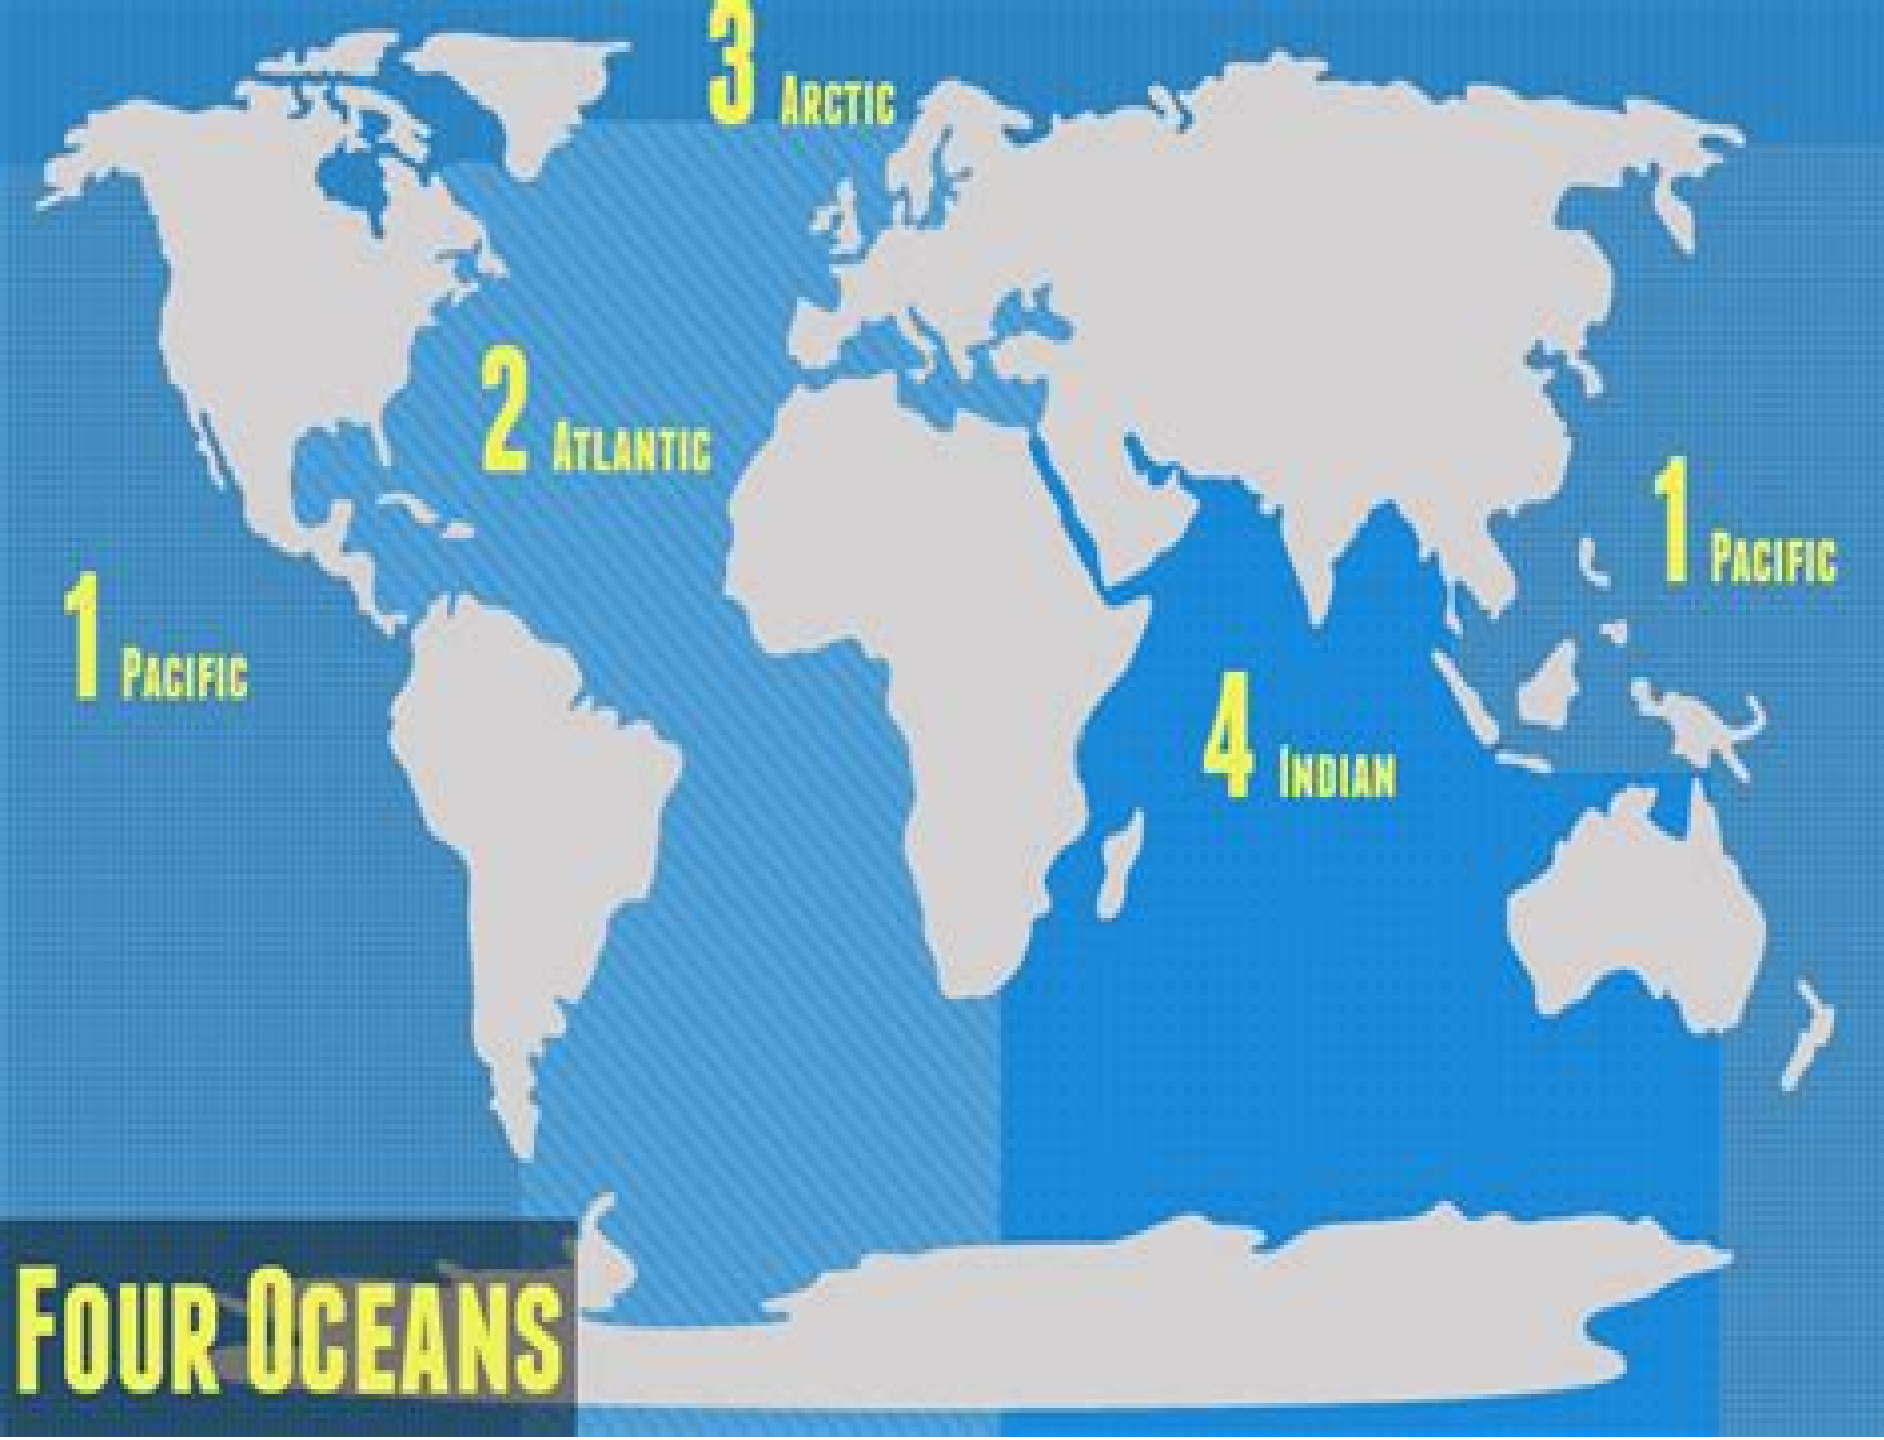 3 ARCTIC
2 ATLANTIC
1 PACIFIC
1 PACIFIC
4 INDIAN
FOUR OCEANS